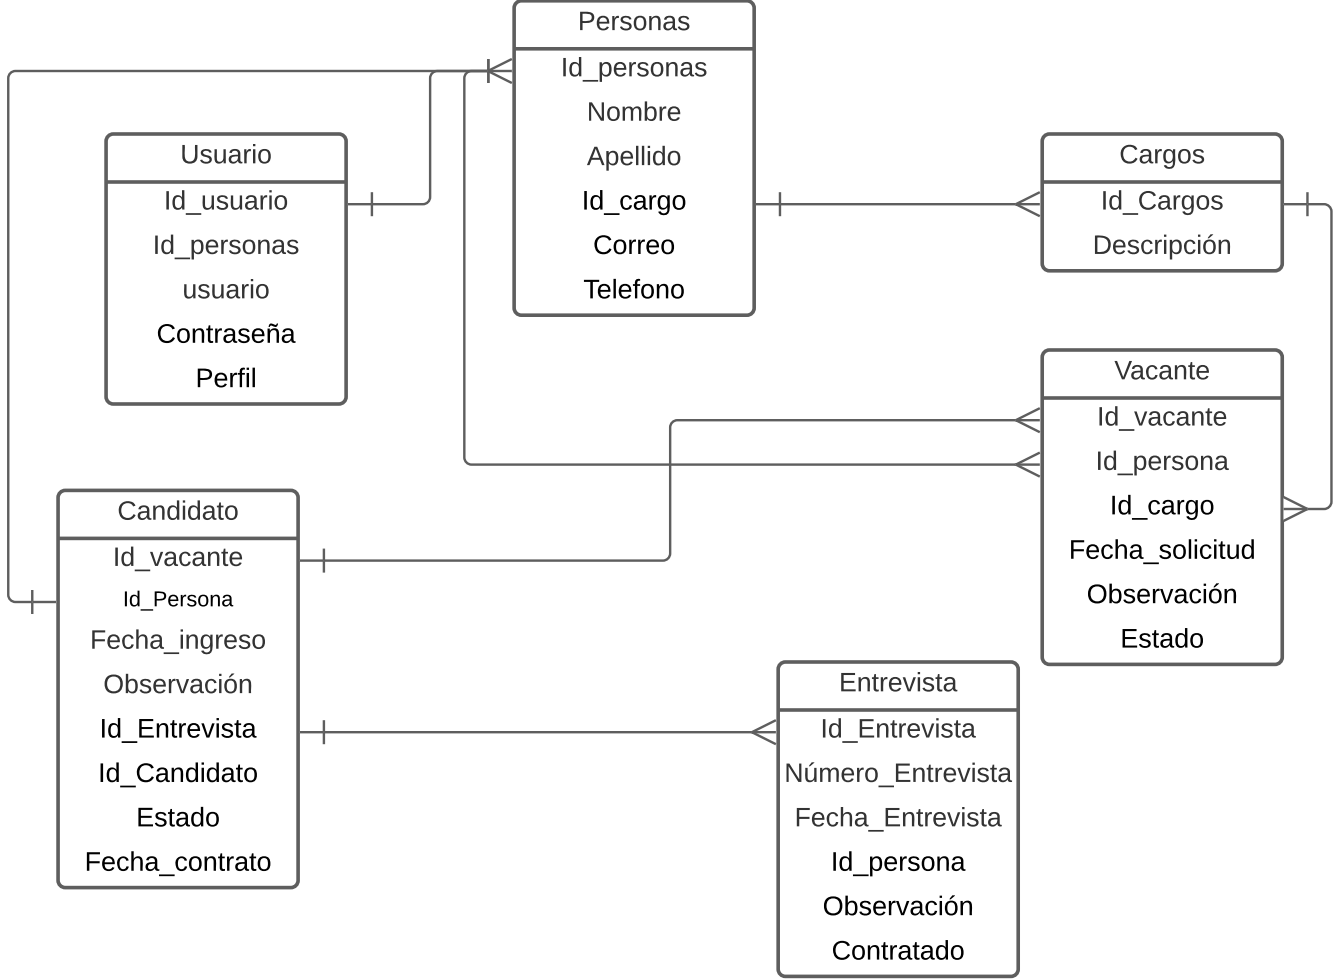 Personas
Id_personas
Nombre
Apellido
Id_cargo
Correo
Telefono
Usuario
Id_usuario
Id_personas
usuario
Contraseña
Perfil
Cargos
Id_Cargos
Descripción
Vacante
Id_vacante
Id_persona
Id_cargo
Fecha_solicitud
Observación
Estado
Candidato
Id_vacante
Id_Persona
Fecha_ingreso
Observación
Id_Entrevista
Id_Candidato
Estado
Fecha_contrato
Entrevista
Id_Entrevista
Número_Entrevista
Fecha_Entrevista
Id_persona
Observación
Contratado